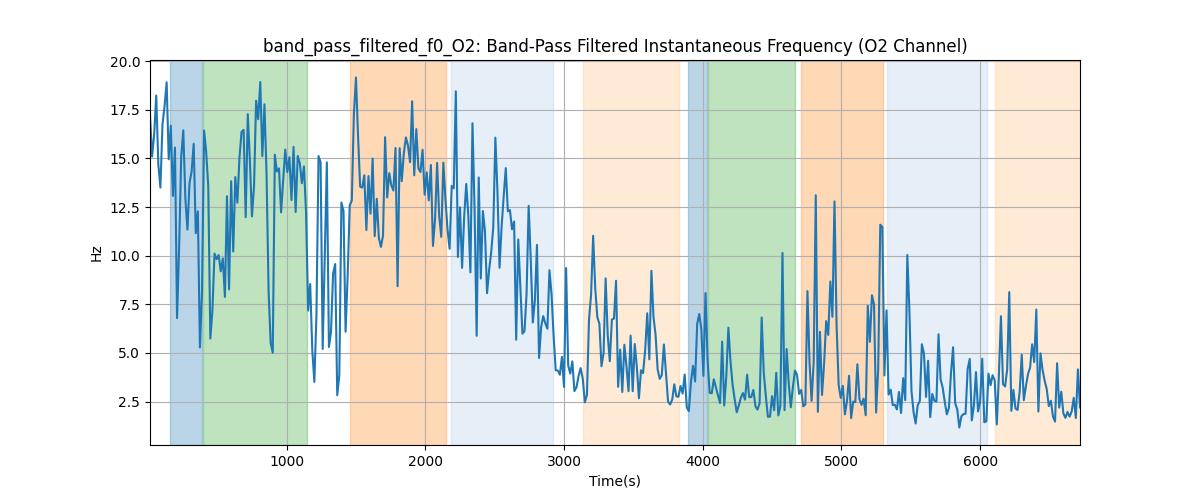 band_pass_filtered_f0_O2: Band-Pass Filtered Instantaneous Frequency (O2 Channel)
20.0
17.5
15.0
12.5
10.0
7.5
5.0
2.5
Hz
1000 2000 3000 4000 5000 6000
Time(s)